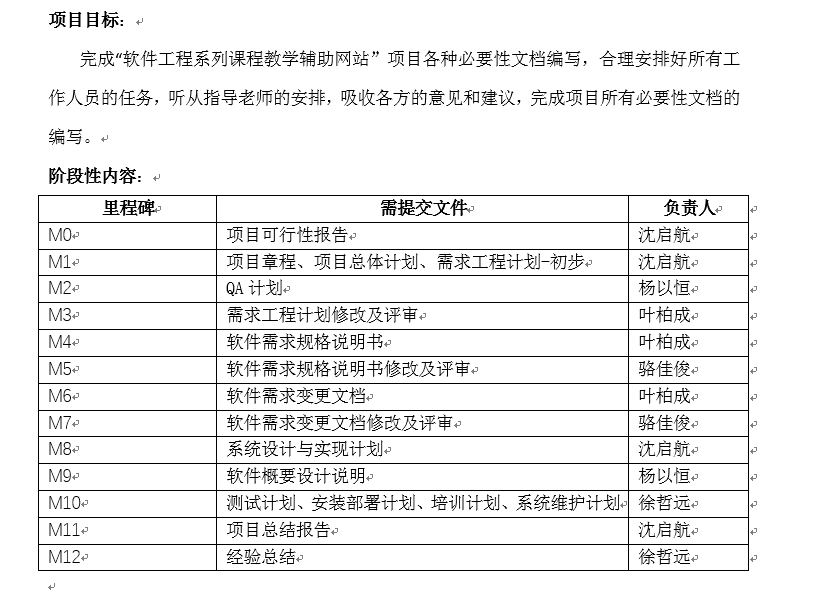 项目目标：
完成“软件工程系列课程教学辅助网站”项目各种必要性文档编写，合理安排好所有工
作人员的任务，听从指导老师的安排，吸收各方的意见和建议，完成项目所有必要性文档的
编写。
阶段性内容：
里程碑 需提交文件 负责人
M0 项目可行性报告 沈启航
M1 项目章程、项目总体计划、需求工程计划-初步 沈启航
M2 QA 计划 杨以恒
M3 需求工程计划修改及评审 叶柏成
M4 软件需求规格说明书 叶柏成
M5 软件需求规格说明书修改及评审 骆佳俊
M6 软件需求变更文档 叶柏成
M7 软件需求变更文档修改及评审 骆佳俊
M8 系统设计与实现计划 沈启航
M9 软件概要设计说明 杨以恒
M10 测试计划、安装部署计划、培训计划、系统维护计划 徐哲远
M11 项目总结报告 沈启航
M12 经验总结 徐哲远